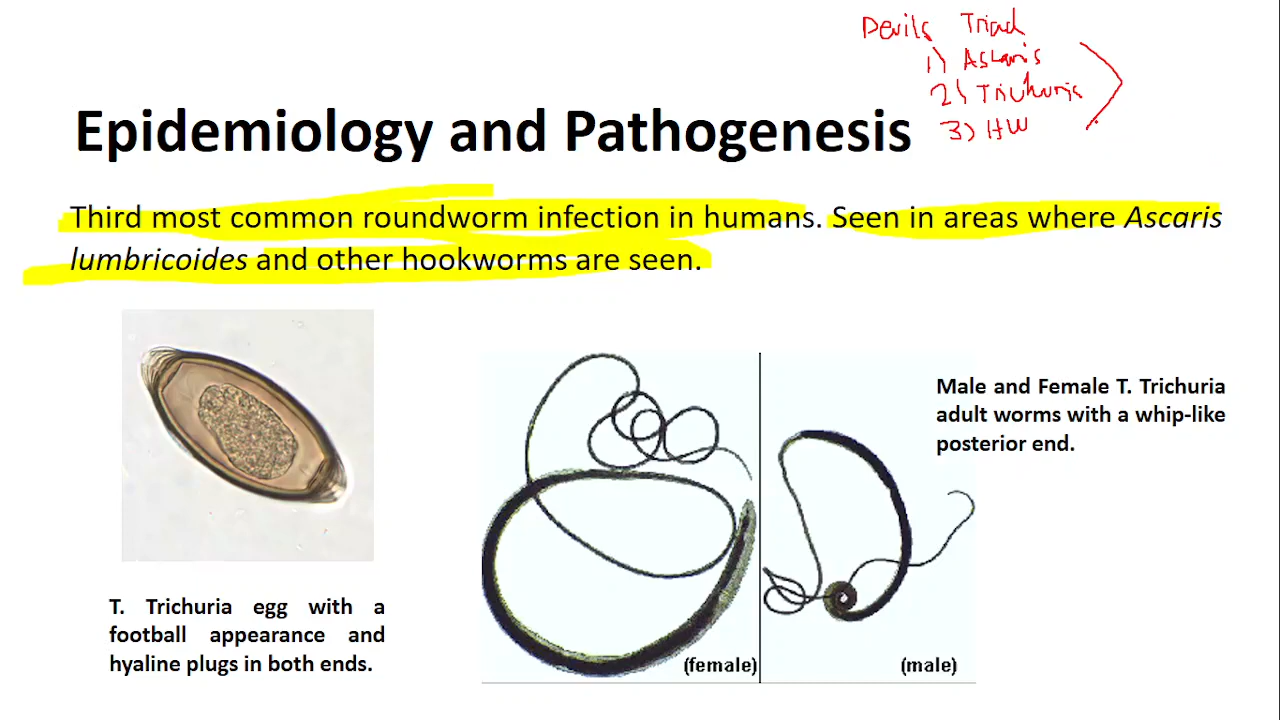 Devils Triad
1) Ascaris
2) Trichuris
3) HW
Epidemiology and Pathogenesis
Third most common roundworm infection in humans. Seen in areas where Ascaris
lumbricoides and other hookworms are seen.
Male and Female T. Trichuria
adult worms with a whip-like
posterior end.
T. Trichuria egg with a
football appearance and
hyaline plugs in both ends.
(female)
(male)